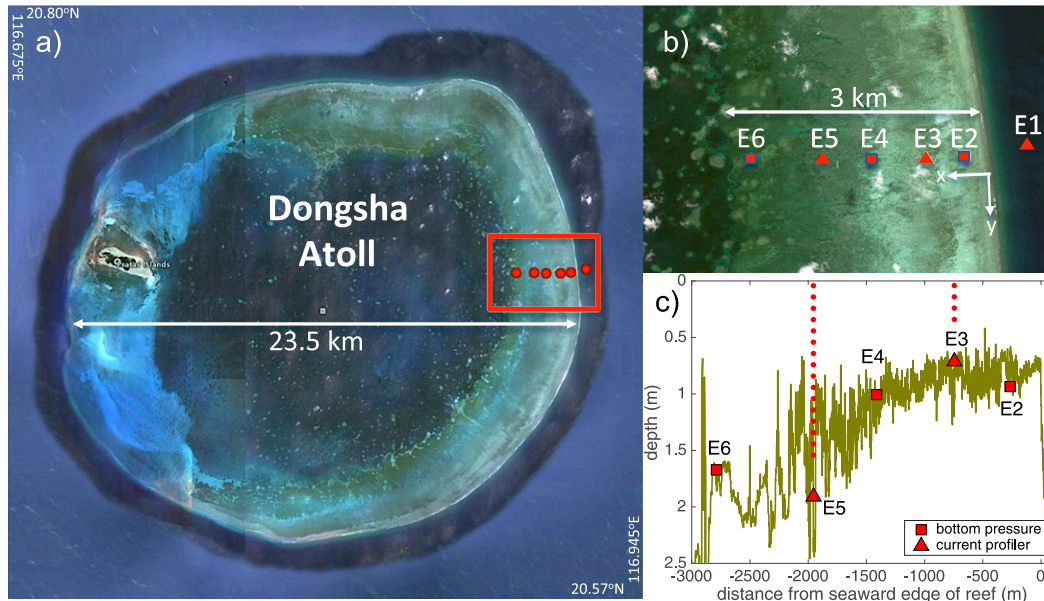 a)
20.80°N
116.675°E
Dongsha
Atoll
23.5 km
116.945°E
20.57°N
b)
3 km
E6
E5
E4
E3
E2
E1
x
y
c)
0
0.5
1
1.5
2
2.5
depth (m)
E6
E5
E4
E3
E2
bottom pressure
current profiler
-3000
-2500
-2000
-1500
-1000
-500
0
distance from seaward edge of reef (m)